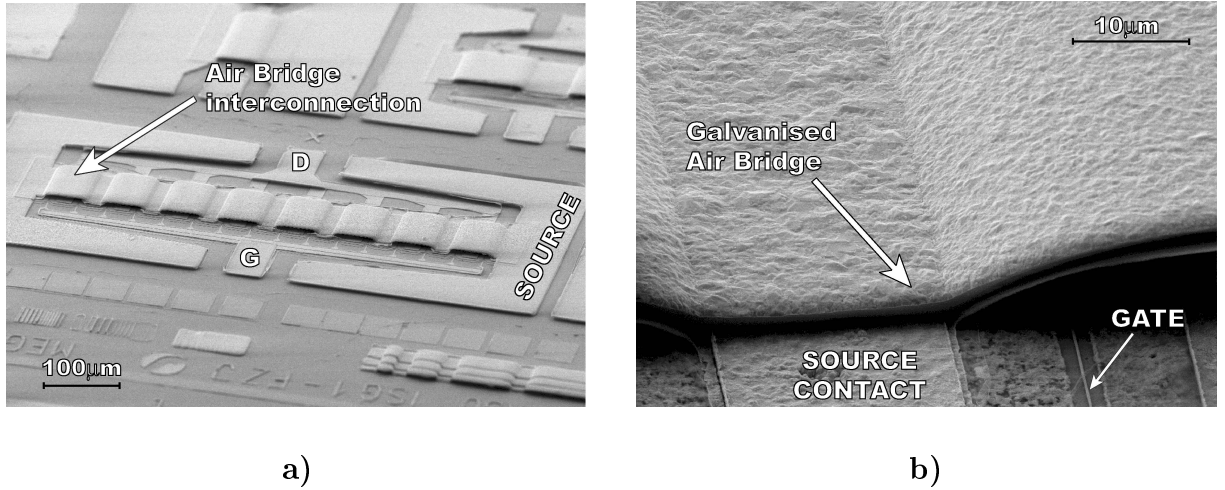 Air Bridge
interconnection
D
G
SOURCE
100μm
10μm
Galvanised
Air Bridge
GATE
SOURCE
CONTACT
a)
b)